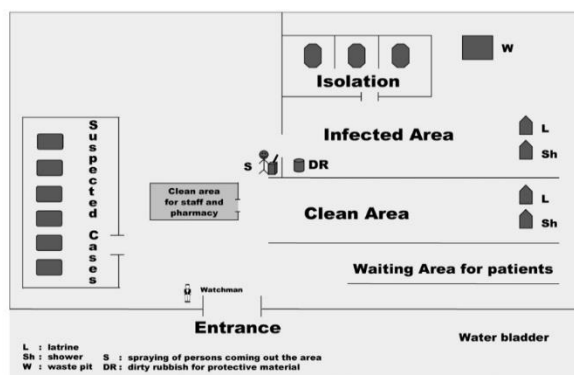 W
Isolation
Infected Area
L
Sh
S
DR
Suspected Cases
Clean area
for staff and
pharmacy
Clean Area
L
Sh
Waiting Area for patients
Watchman
Entrance
Water bladder
L : latrine
Sh : shower S : spraying of persons coming out the area
W : waste pit DR : dirty rubbish for protective material